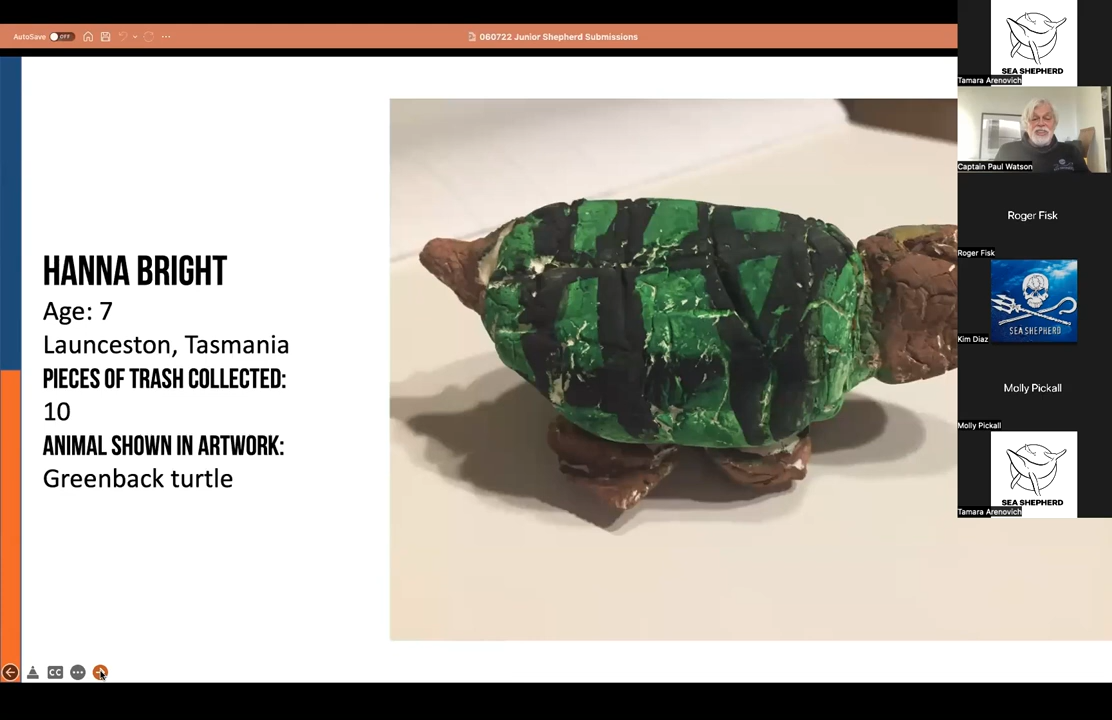 AutoSave OFF
060722 Junior Shepherd Submissions
HANNA BRIGHT
Age: 7
Launceston, Tasmania
PIECES OF TRASH COLLECTED:
10
ANIMAL SHOWN IN ARTWORK:
Greenback turtle
CC
SEA SHEPHERD
Tamara Arenovich
Captain Paul Watson
Roger Fisk
Roger Fisk
SEA SHEPHERD
Kim Diaz
Molly Pickall
Molly Pickall
SEA SHEPHERD
Tamara Arenovich